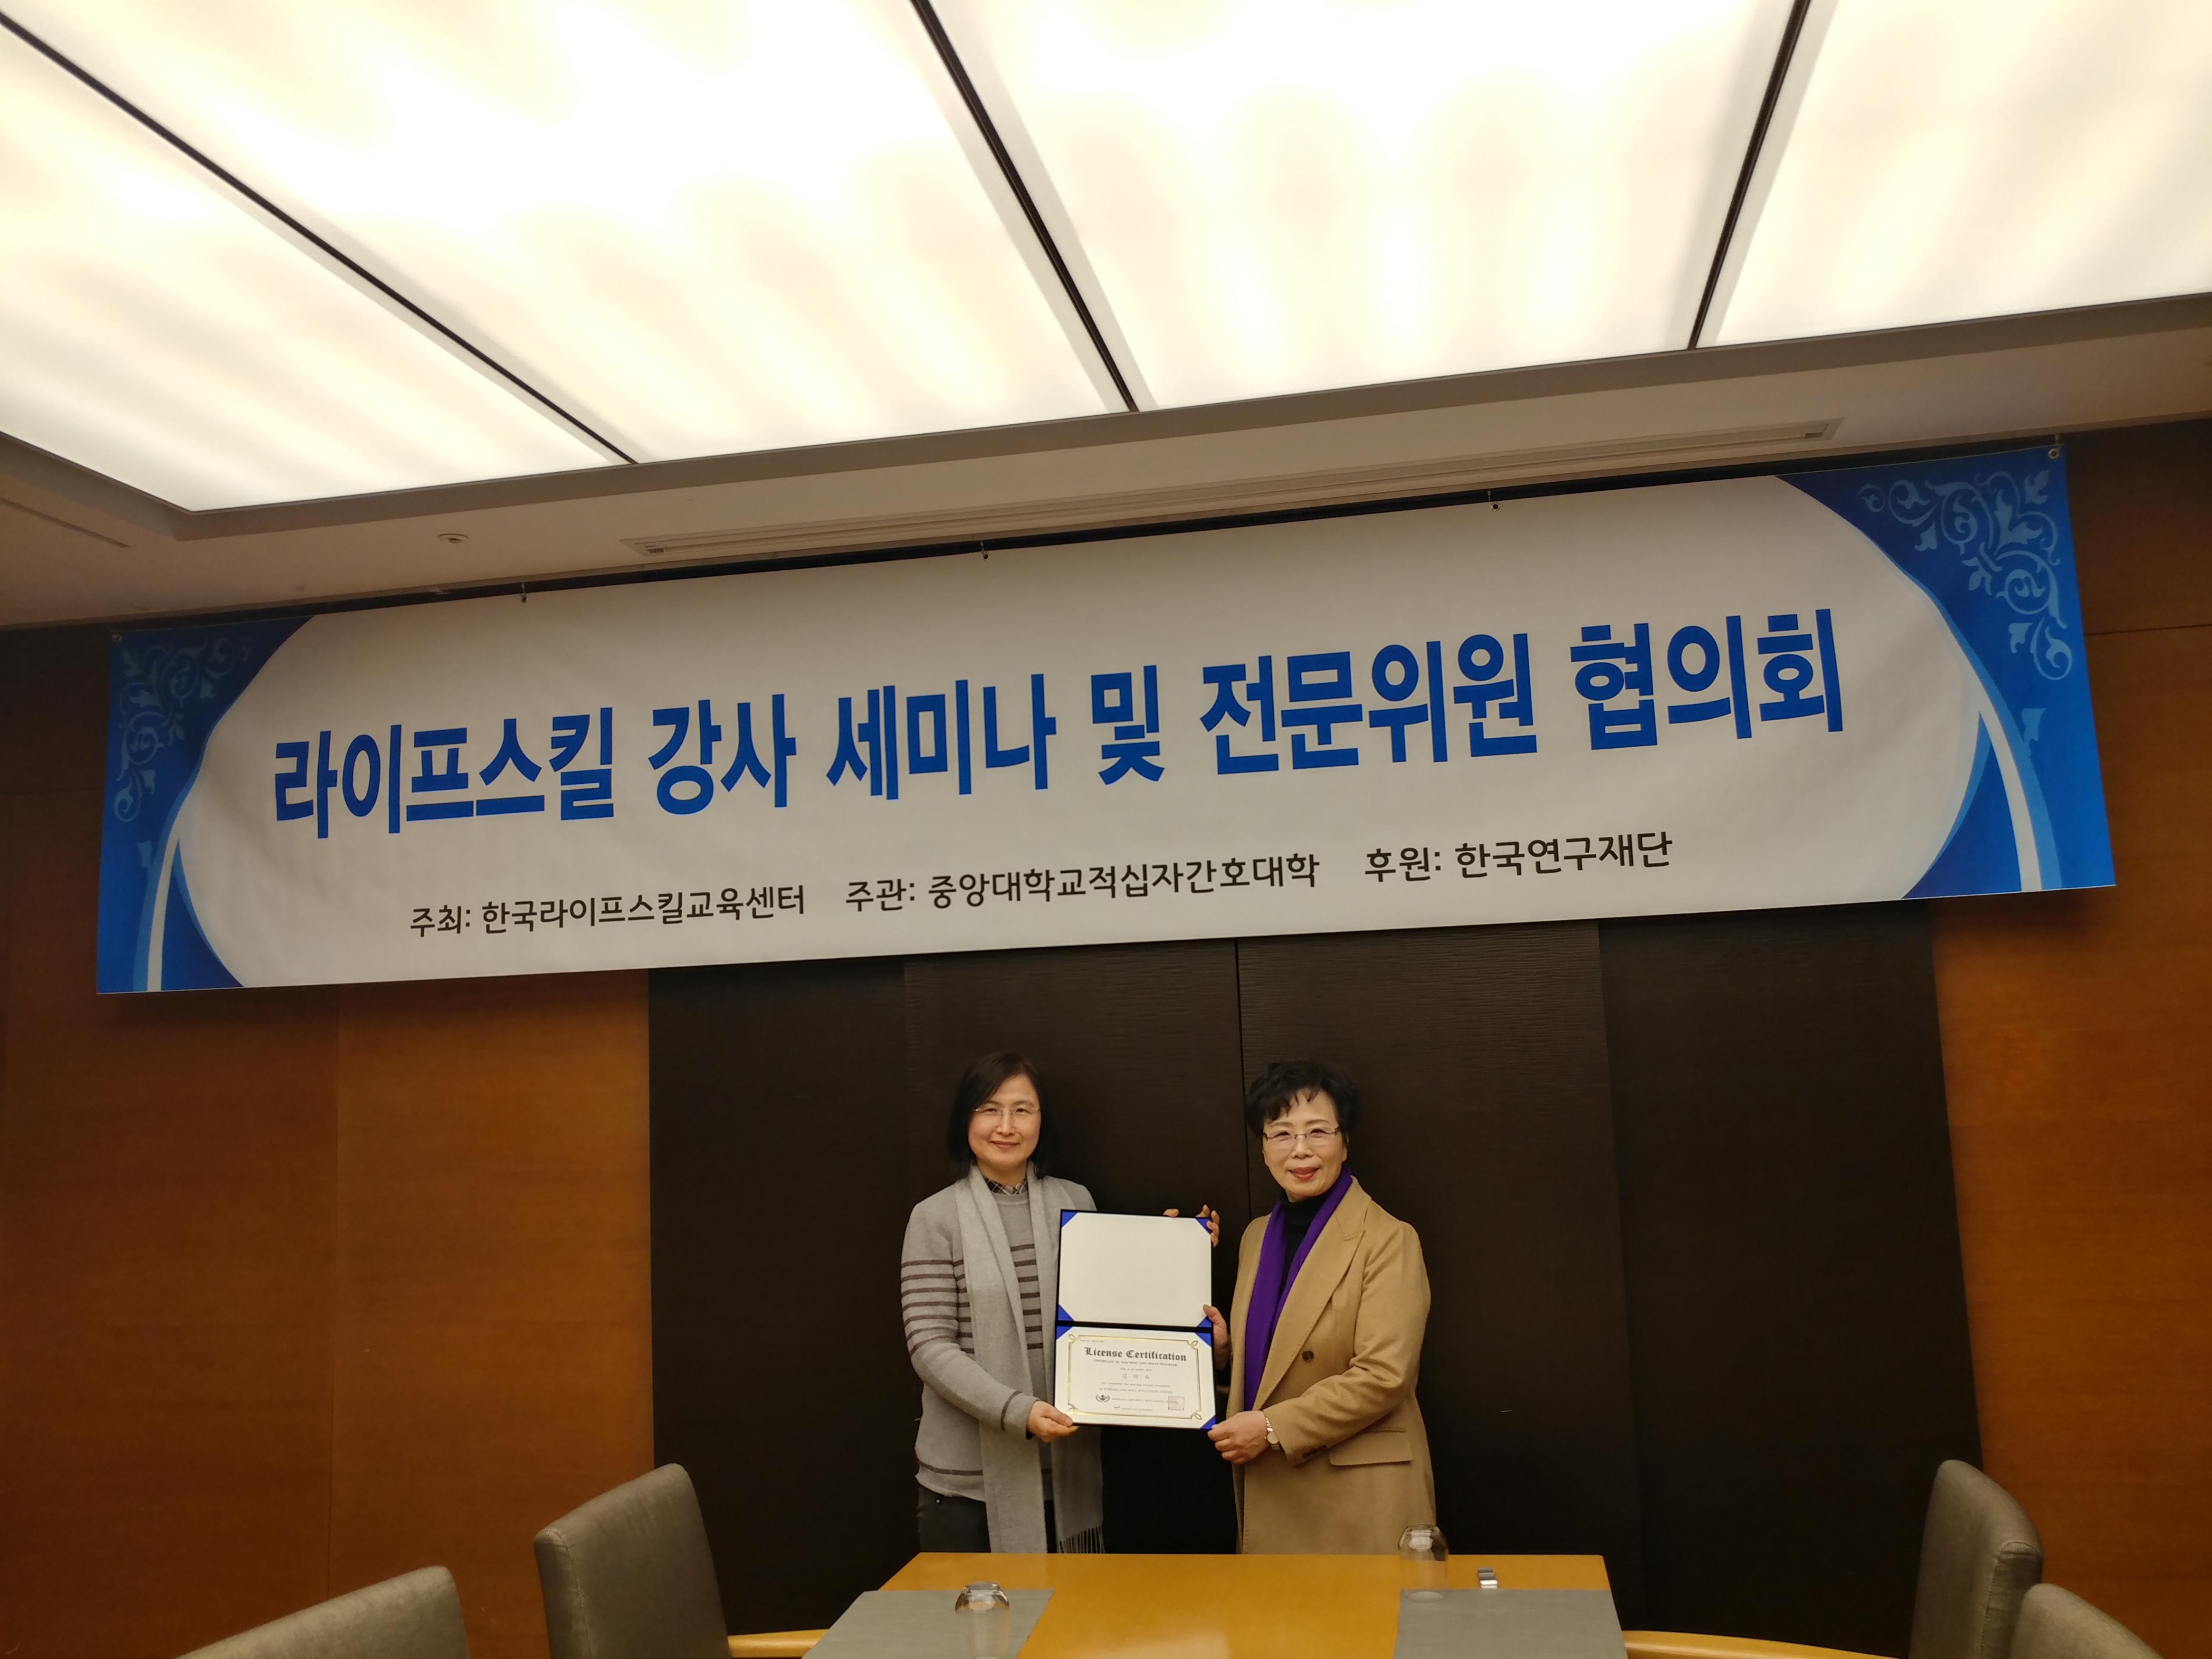 라이프스킬 강사 세미나 및 전문위원 협의회
주최: 한국라이프스킬교육센터 주관: 중앙대학교적십자간호대학 후원: 한국연구재단
License Certification